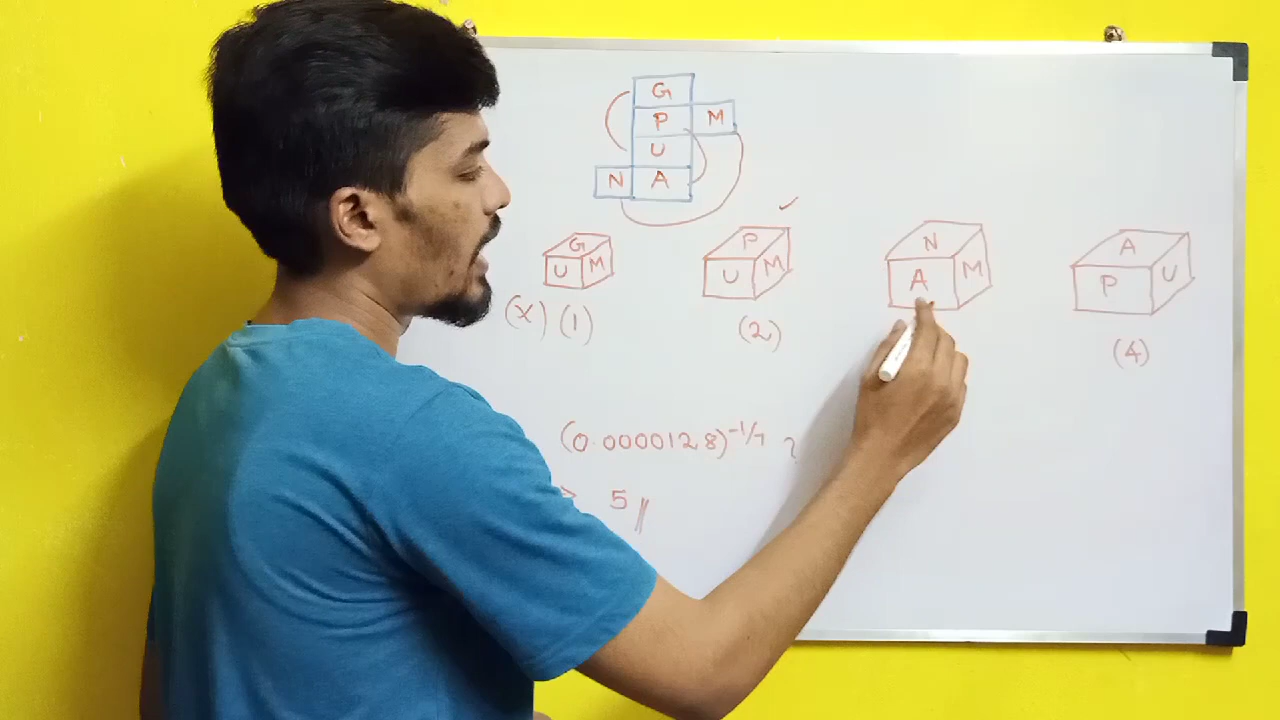 G
P M
U
N A
G
U M
(X) (1)
P
U M
(2)
N
A M
A
P U
(4)
(0.0000128)^-1/7 ?
> 5 //